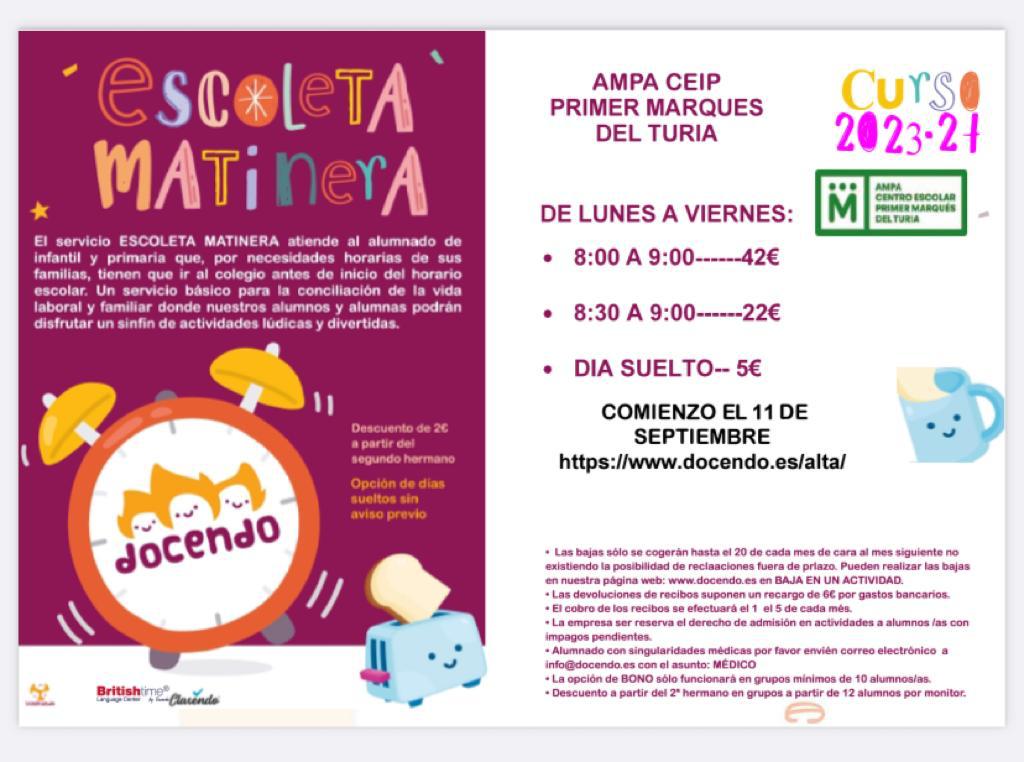 escoleta
matinera
El servicio ESCOLETA MATINERA atiende al alumnado de
infantil y primaria que, por necesidades horarias de sus
familias, tienen que ir al colegio antes de inicio del horario
escolar. Un servicio básico para la conciliación de la vida
laboral y familiar donde nuestros alumnos y alumnas podrán
disfrutar un sinfin de actividades lúdicas y divertidas.
Descuento de 2€
a partir del
segundo hermano
Opción de días
sueltos sin
aviso previo
docendo
Britishtime®
Language Center
Clarendo
AMPA CEIP
PRIMER MARQUES
DEL TURIA
Curso
2023-24
M
AMPA
CENTRO ESCOLAR
PRIMER MARQUÉS
DEL TURIA
DE LUNES A VIERNES:
• 8:00 A 9:00------42€
• 8:30 A 9:00------22€
• DIA SUELTO-- 5€
COMIENZO EL 11 DE
SEPTIEMBRE
https://www.docendo.es/alta/
• Las bajas sólo se cogerán hasta el 20 de cada mes de cara al mes siguiente no
existiendo la posibilidad de reclaaciones fuera de prlazo. Pueden realizar las bajas
en nuestra página web: www.docendo.es en BAJA EN UN ACTIVIDAD.
• Las devoluciones de recibos suponen un recargo de 6€ por gastos bancarios.
• El cobro de los recibos se efectuará el 1 el 5 de cada més.
• La empresa ser reserva el derecho de admisión en actividades a alumnos /as con
impagos pendientes.
• Alumnado con singularidades médicas por favor envién correo electrónico a
info@docendo.es con el asunto: MÉDICO
• La opción de BONO sólo funcionará en grupos mínimos de 10 alumnos/as.
• Descuento a partir del 2ª hermano en grupos a partir de 12 alumnos por monitor.